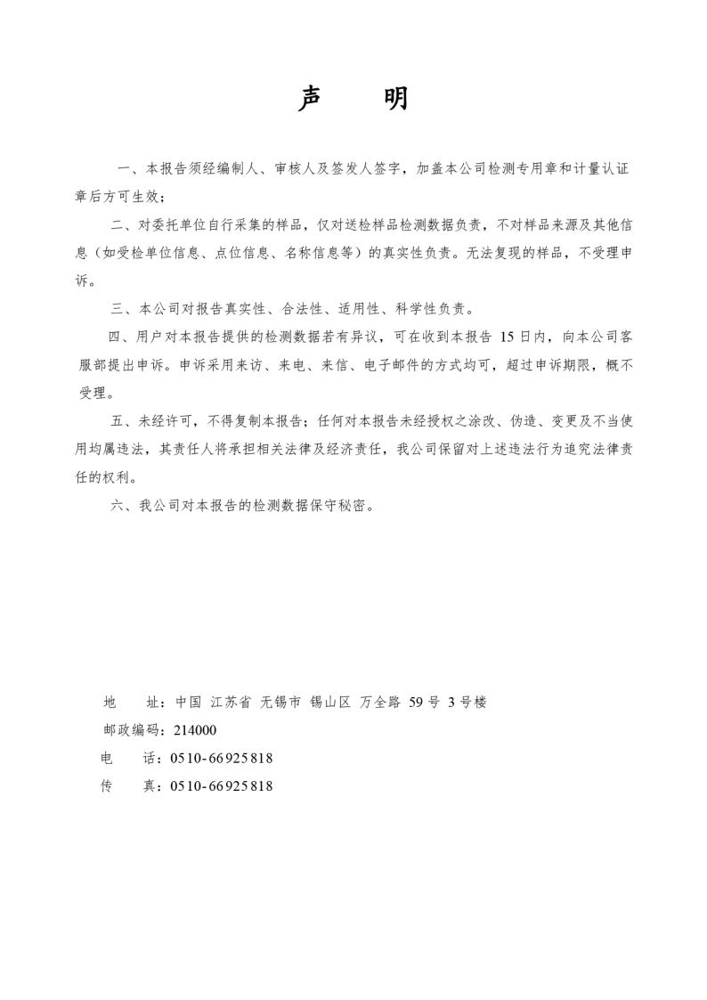 声 明
一、本报告须经编制人、审核人及签发人签字，加盖本公司检测专用章和计量认证
章后方可生效；
二、对委托单位自行采集的样品，仅对送检样品检测数据负责，不对样品来源及其他信
息（如受检单位信息、点位信息、名称信息等）的真实性负责。无法复现的样品，不受理申
诉。
三、本公司对报告真实性、合法性、适用性、科学性负责。
四、用户对本报告提供的检测数据若有异议，可在收到本报告 15 日内，向本公司客
服部提出申诉。申诉采用来访、来电、来信、电子邮件的方式均可，超过申诉期限，概不
受理。
五、未经许可，不得复制本报告；任何对本报告未经授权之涂改、伪造、变更及不当使
用均属违法，其责任人将承担相关法律及经济责任，我公司保留对上述违法行为追究法律责
任的权利。
六、我公司对本报告的检测数据保守秘密。
地 址：中国 江苏省 无锡市 锡山区 万全路 59 号 3 号楼
邮政编码：214000
电 话：0510-66925818
传 真：0510-66925818